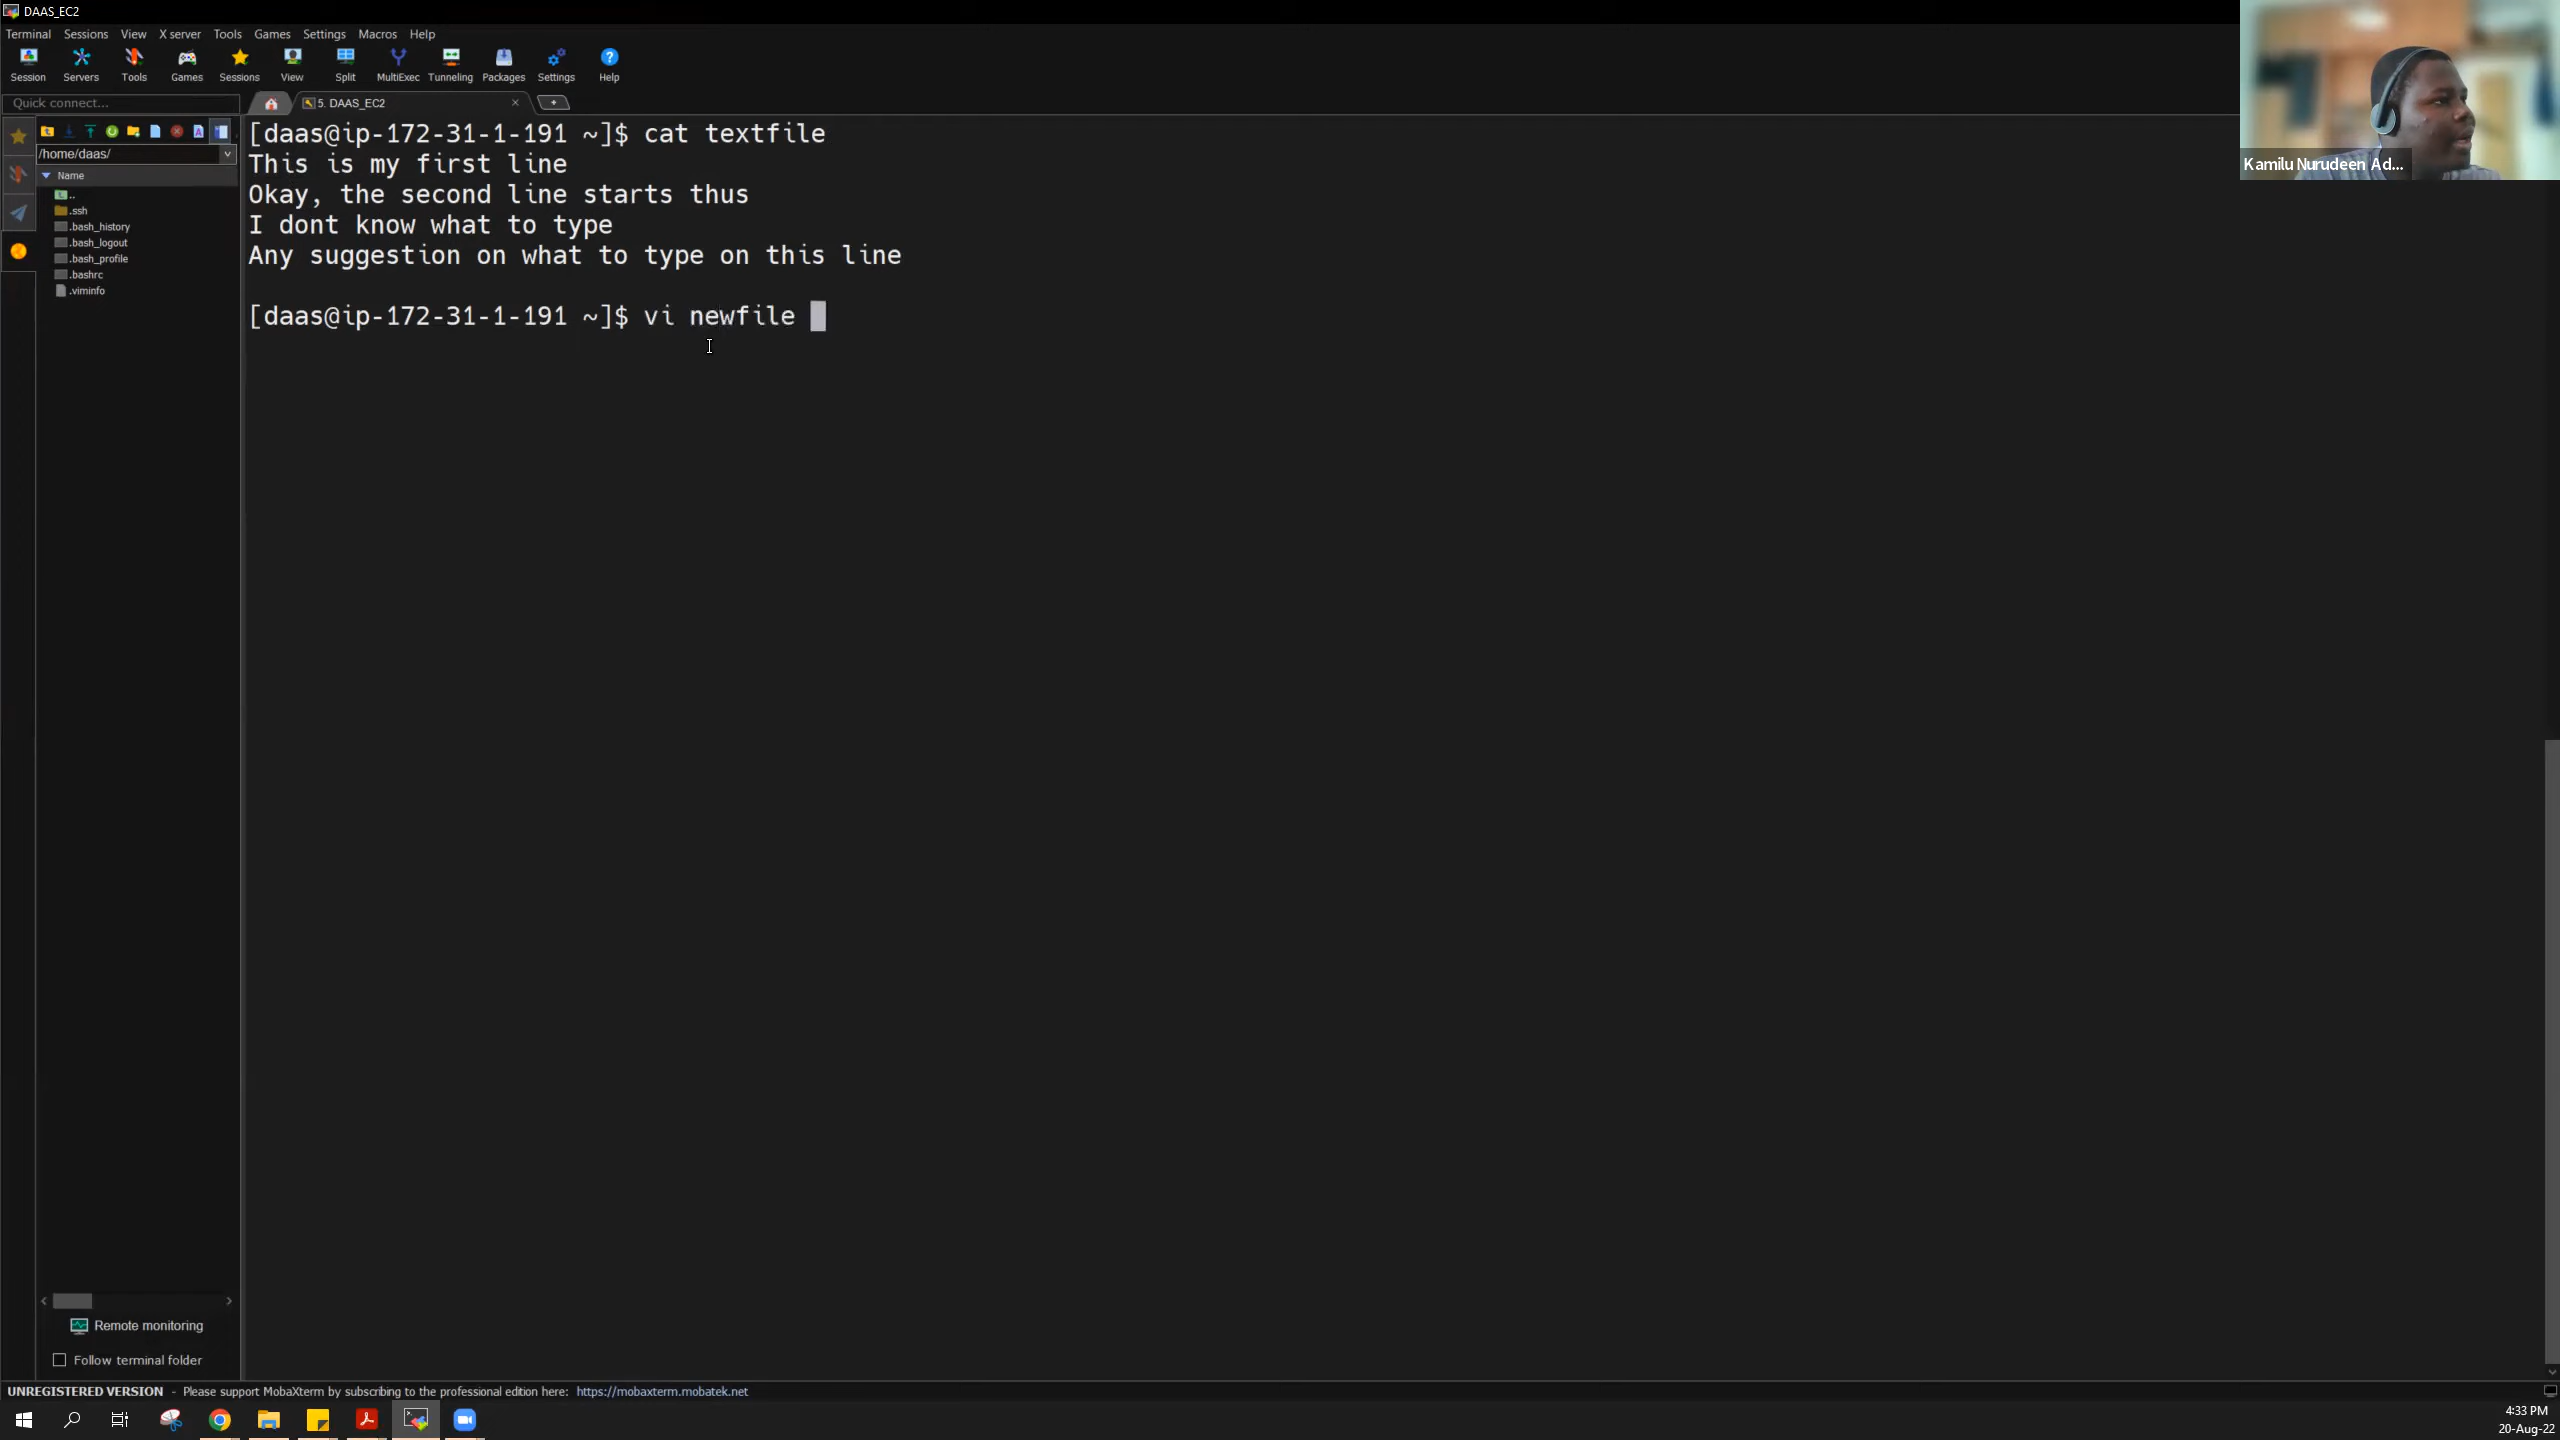 DAAS_EC2
Terminal Sessions View X server Tools Games Settings Macros Help
Session Servers Tools Games Sessions View Split MultiExec Tunneling Packages Settings Help
Quick connect...
5. DAAS_EC2
/home/daas/
Name
..
.ssh
.bash_history
.bash_logout
.bash_profile
.bashrc
.viminfo
[daas@ip-172-31-1-191 ~]$ cat textfile
This is my first line
Okay, the second line starts thus
I dont know what to type
Any suggestion on what to type on this line
[daas@ip-172-31-1-191 ~]$ vi newfile
Kamilu Nurudeen Ad...
Remote monitoring
Follow terminal folder
UNREGISTERED VERSION - Please support MobaXterm by subscribing to the professional edition here: https://mobaxterm.mobatek.net
4:33 PM
20-Aug-22